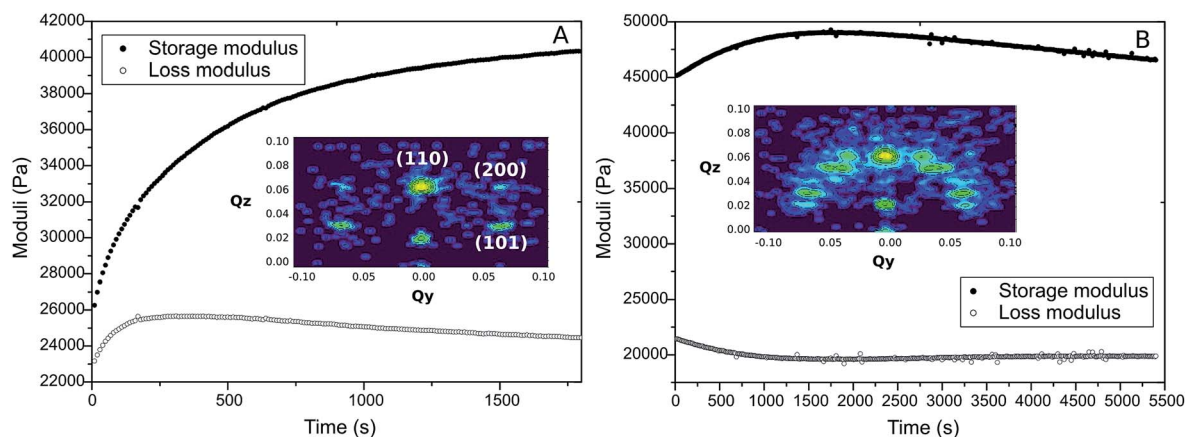 A
42000
40000
38000
36000
34000
32000
30000
28000
26000
24000
22000
Moduli (Pa)
Storage modulus
Loss modulus
0.10
0.08
0.06
0.04
0.02
0.00
Qz
(110)
(200)
(101)
-0.10 0.05 0.00 0.05 0.10
Qy
0 500 1000 1500
Time (s)
B
50000
45000
40000
35000
30000
25000
20000
Moduli (Pa)
0.10
0.08
0.06
0.04
0.02
0.00
Qz
-0.10 -0.05 0.00 0.05 0.10
Qy
Storage modulus
Loss modulus
0 500 1000 1500 2000 2500 3000 3500 4000 4500 5000 5500
Time (s)